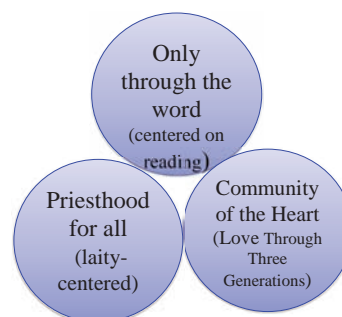 Only
through the
word
(centered on
reading)
Priesthood
for all
(laity-
centered)
Community
of the Heart
(Love Through
Three
Generations)